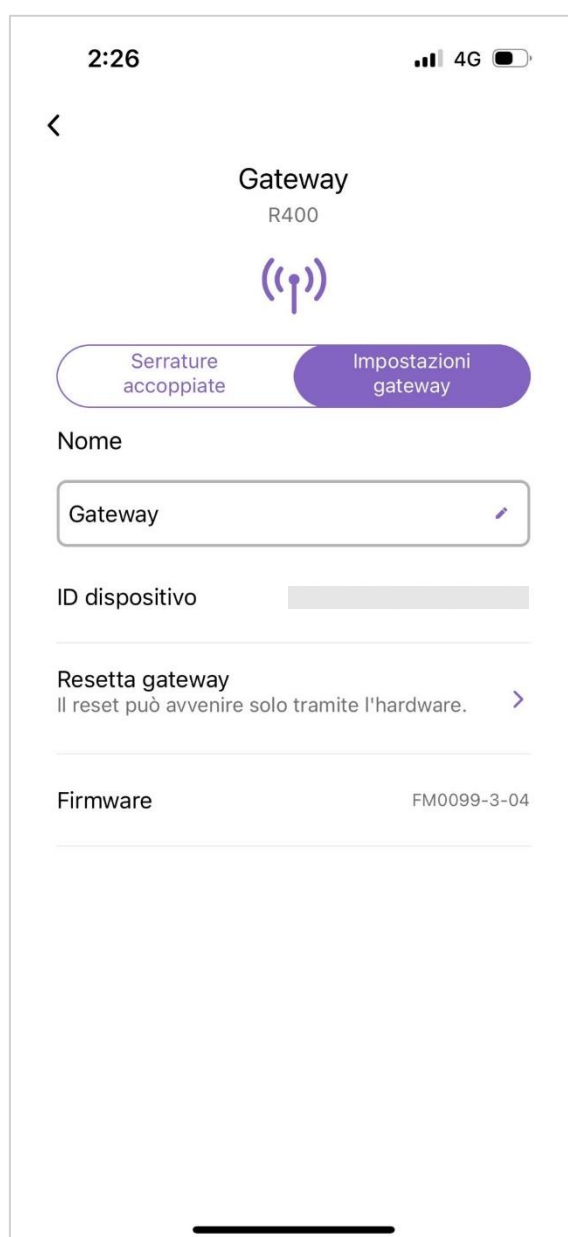 2:26 4G
Gateway
R400
Serrature
accoppiate
Impostazioni
gateway
Nome
Gateway
ID dispositivo
Resetta gateway
Il reset può avvenire solo tramite l'hardware.
Firmware FM0099-3-04